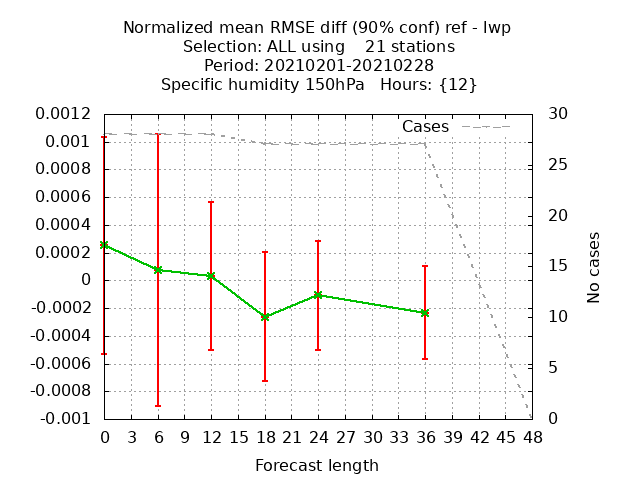 Normalized mean RMSE diff (90% conf) ref - lwp
Selection: ALL using    21 stations
Period: 20210201-20210228
Specific humidity 150hPa   Hours: {12}
0.0012
0.001
0.0008
0.0006
0.0004
0.0002
0
-0.0002
-0.0004
-0.0006
-0.0008
-0.001
Cases
30
25
20
15
10
5
0
No cases
0 3 6 9 12 15 18 21 24 27 30 33 36 39 42 45 48
Forecast length